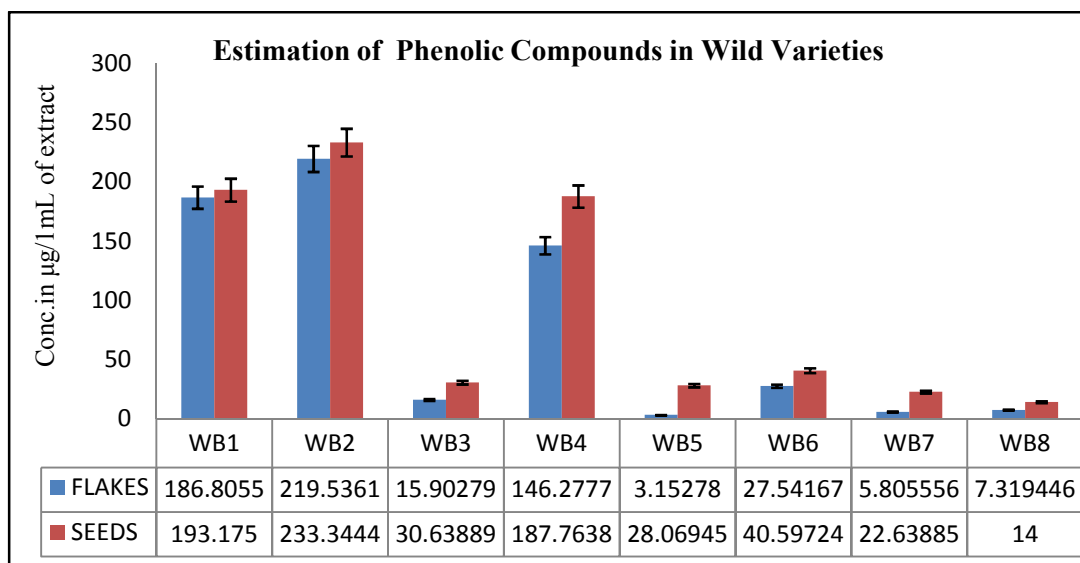 Estimation of Phenolic Compounds in Wild Varieties
Conc.in µg/1mL of extract
300
250
200
150
100
50
0
WB1 WB2 WB3 WB4 WB5 WB6 WB7 WB8
FLAKES 186.8055 219.5361 15.90279 146.2777 3.15278 27.54167 5.805556 7.319446
SEEDS 193.175 233.3444 30.63889 187.7638 28.06945 40.59724 22.63885 14